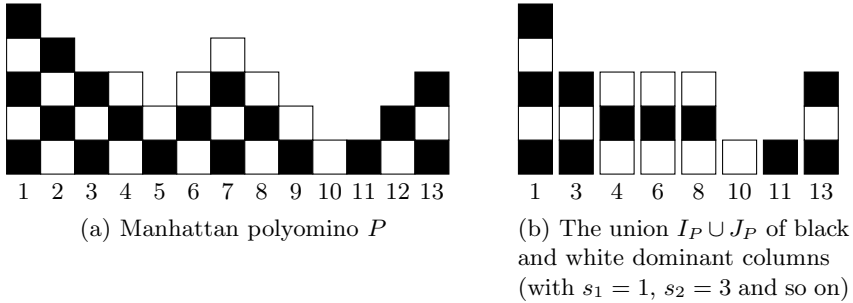 1 2 3 4 5 6 7 8 9 10 11 12 13
1 3 4 6 8 10 11 13
(a) Manhattan polyomino P
(b) The union I_P ∪ J_P of black
and white dominant columns
(with s_1 = 1, s_2 = 3 and so on)